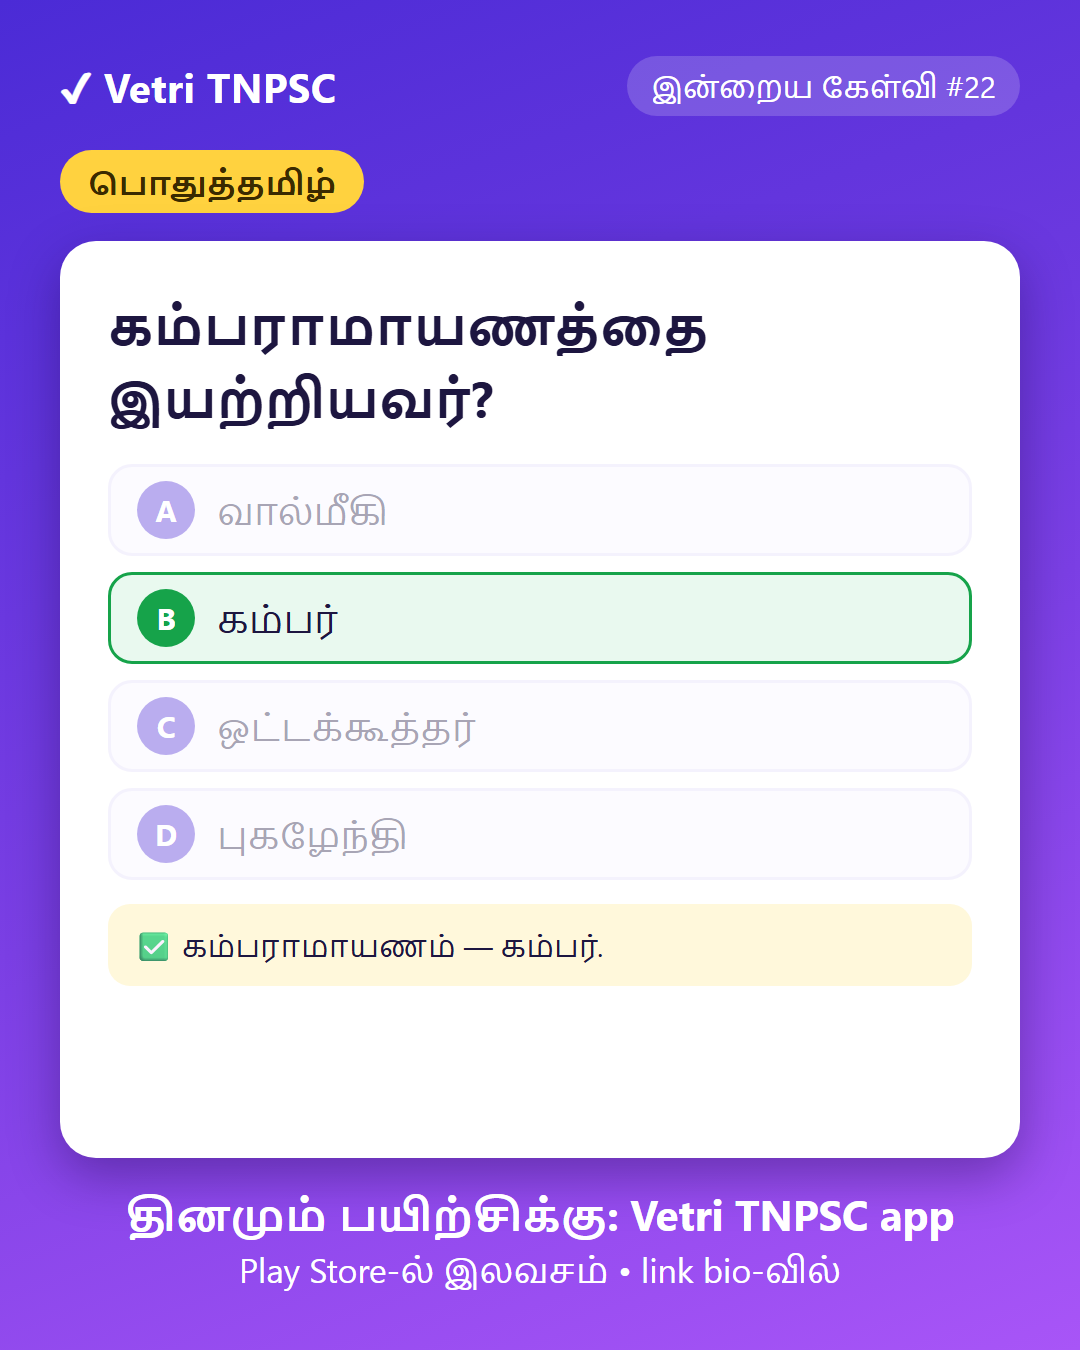 Vetri TNPSC
இன்றைய கேள்வி #22
பொதுத்தமிழ்
கம்பராமாயணத்தை
இயற்றியவர்?
A வால்மீகி
B கம்பர்
C ஒட்டக்கூத்தர்
D புகழேந்தி
✅ கம்பராமாயணம் — கம்பர்.
தினமும் பயிற்சிக்கு: Vetri TNPSC app
Play Store-ல் இலவசம் • link bio-வில்